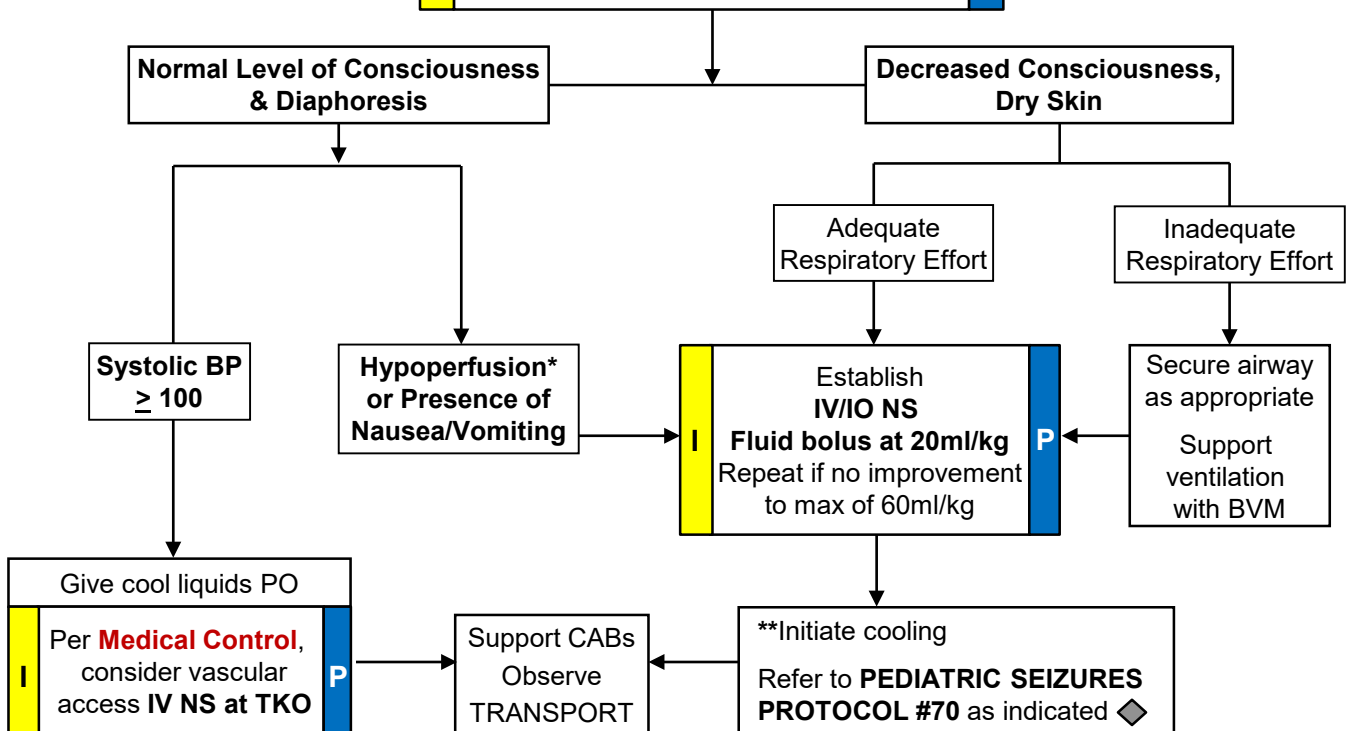 Normal Level of Consciousness
& Diaphoresis
Decreased Consciousness,
Dry Skin
Adequate
Respiratory Effort
Inadequate
Respiratory Effort
Systolic BP
≥ 100
Hypoperfusion*
or Presence of
Nausea/Vomiting
I
Establish
IV/IO NS
Fluid bolus at 20ml/kg
Repeat if no improvement
to max of 60ml/kg
P
Secure airway
as appropriate
Support
ventilation
with BVM
Give cool liquids PO
I
Per Medical Control,
consider vascular
access IV NS at TKO
P
Support CABs
Observe
TRANSPORT
**Initiate cooling
Refer to PEDIATRIC SEIZURES
PROTOCOL #70 as indicated